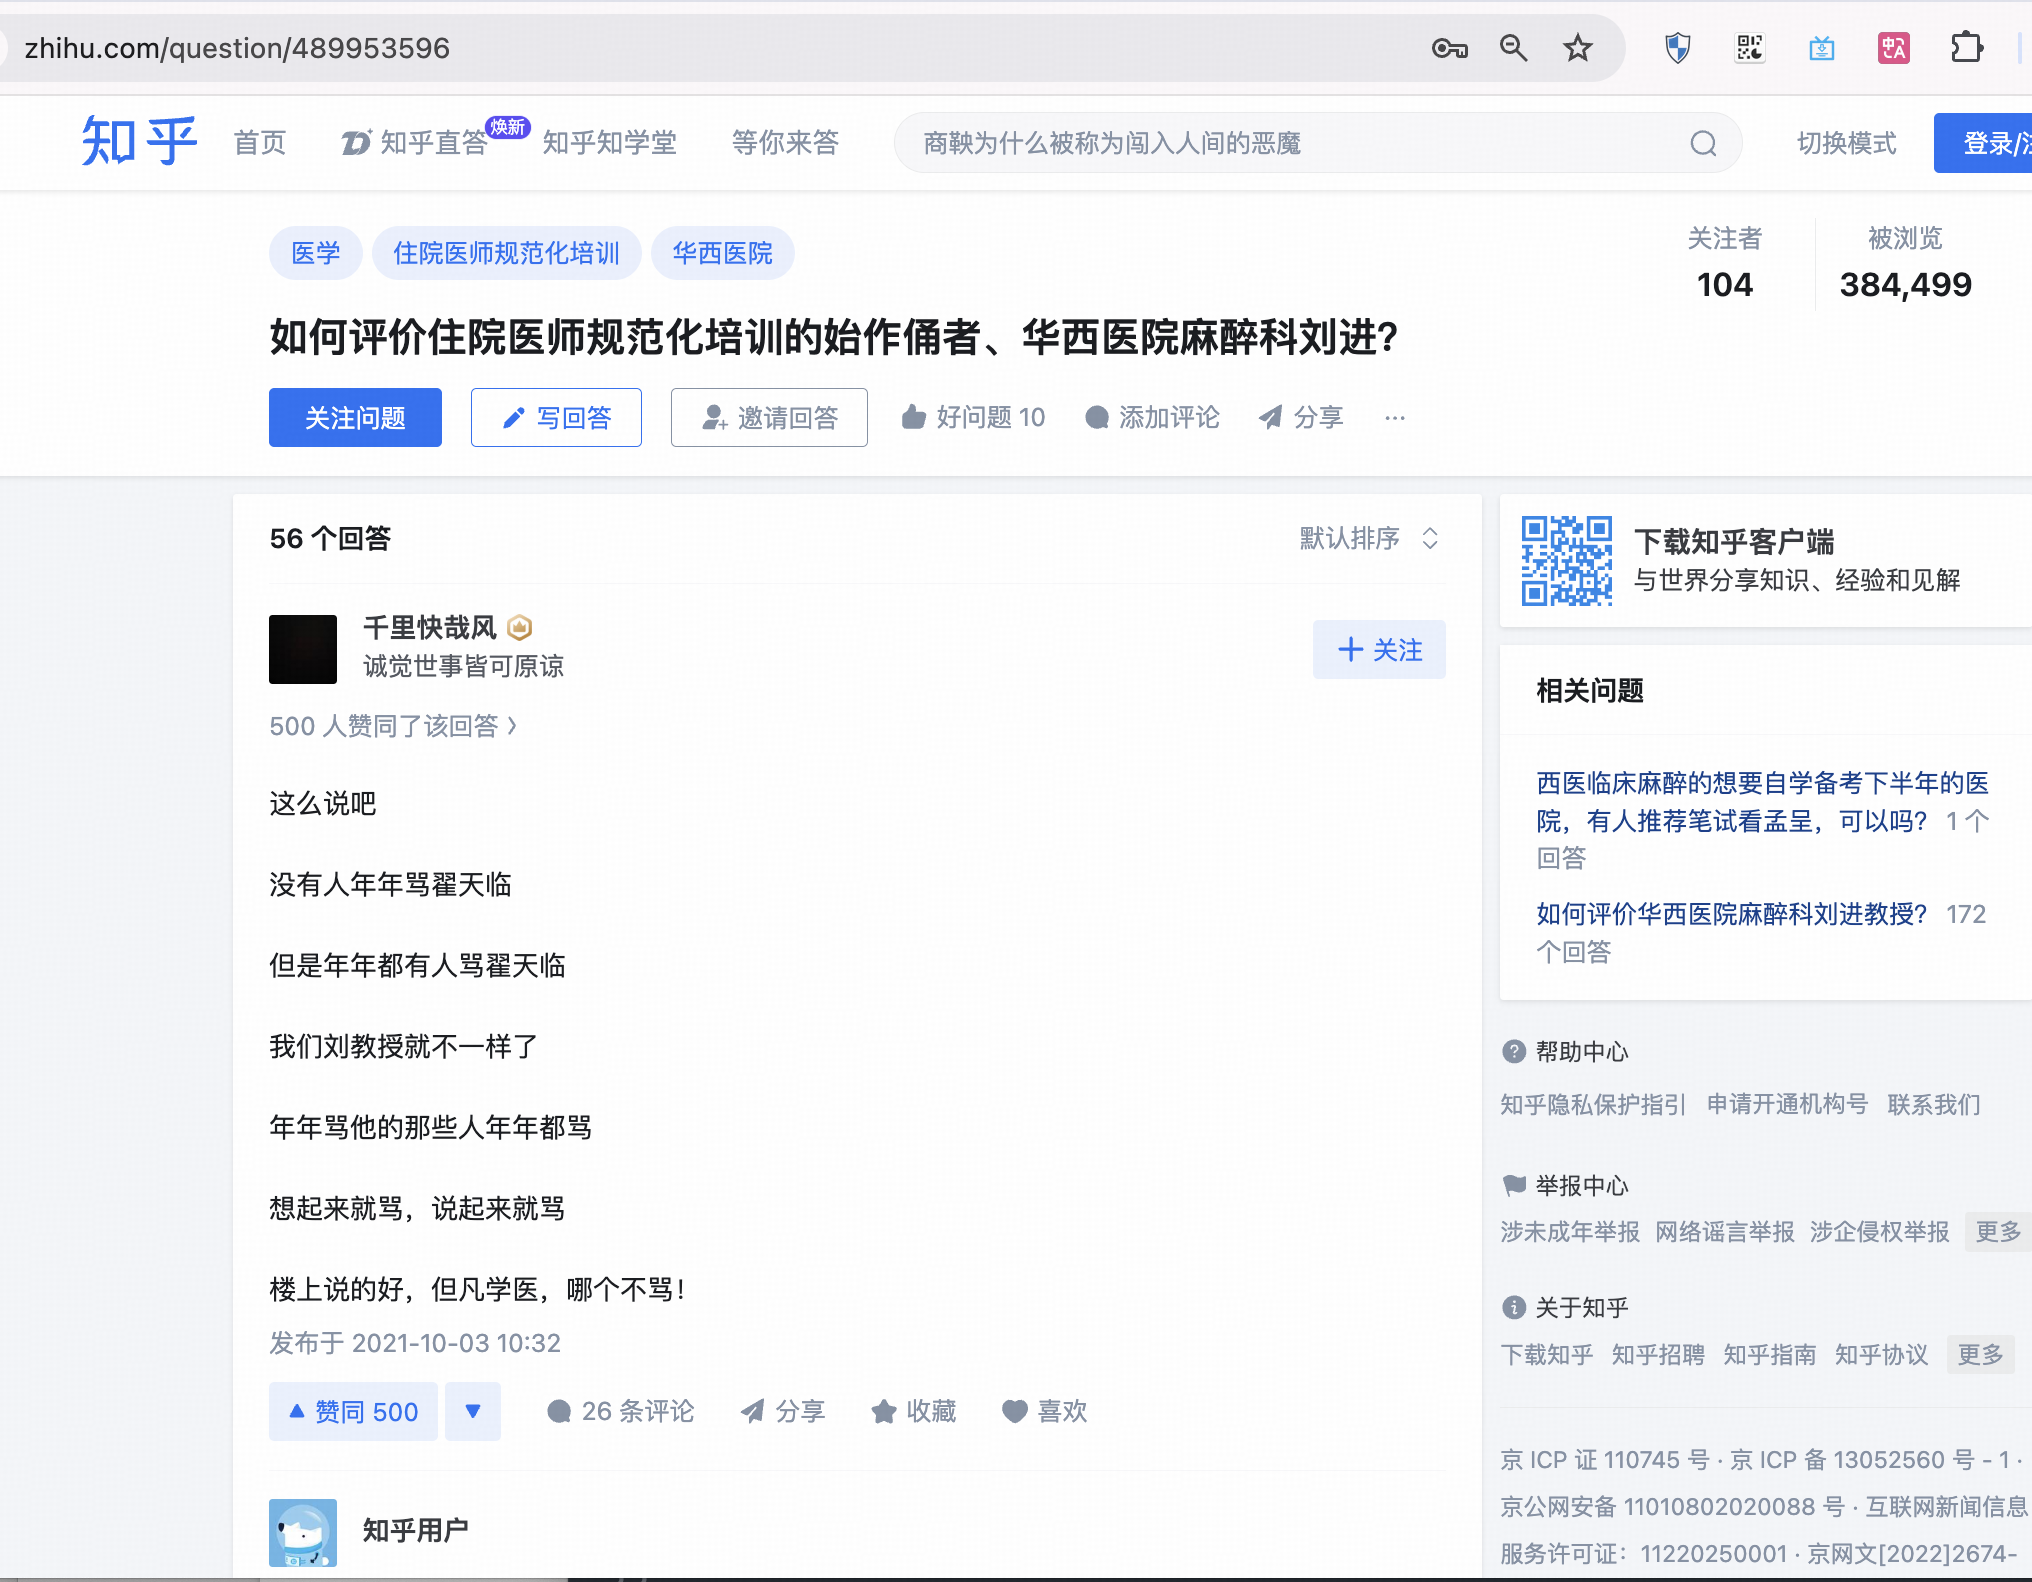 zhihu.com/question/489953596
知乎
首页
知乎直答
焕新
知乎知学堂
等你来答
商鞅为什么被称为闯入人间的恶魔
切换模式
登录/注
医学
住院医师规范化培训
华西医院
关注者
104
被浏览
384,499
如何评价住院医师规范化培训的始作俑者、华西医院麻醉科刘进?
关注问题
写回答
邀请回答
好问题 10
添加评论
分享
...
56 个回答
默认排序
千里快哉风
诚觉世事皆可原谅
+ 关注
500 人赞同了该回答 ›
这么说吧
没有人年年骂翟天临
但是年年都有人骂翟天临
我们刘教授就不一样了
年年骂他的那些人年年都骂
想起来就骂，说起来就骂
楼上说的好，但凡学医，哪个不骂！
发布于 2021-10-03 10:32
赞同 500
26 条评论
分享
收藏
喜欢
知乎用户
下载知乎客户端
与世界分享知识、经验和见解
相关问题
西医临床麻醉的想要自学备考下半年的医
院，有人推荐笔试看孟呈，可以吗? 1 个
回答
如何评价华西医院麻醉科刘进教授? 172
个回答
帮助中心
知乎隐私保护指引 申请开通机构号 联系我们
举报中心
涉未成年举报 网络谣言举报 涉企侵权举报 更多
关于知乎
下载知乎 知乎招聘 知乎指南 知乎协议 更多
京 ICP 证 110745 号 · 京 ICP 备 13052560 号 - 1 ·
京公网安备 11010802020088 号 · 互联网新闻信息
服务许可证：11220250001 · 京网文[2022]2674-